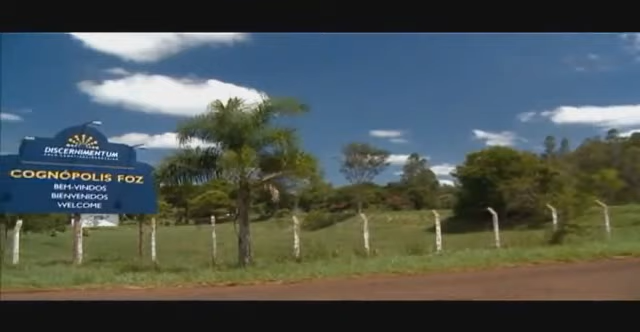 DISCERNIMENTUM
COGNÓPOLIS FOZ
BEM-VINDOS
BIENVENIDOS
WELCOME